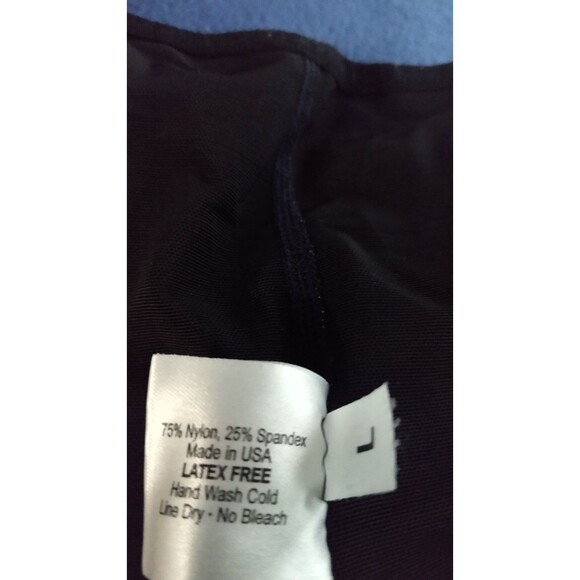 75% Nylon, 25% Spandex
Made in USA
LATEX FREE
Hand Wash Cold
Line Dry - No Bleach
L